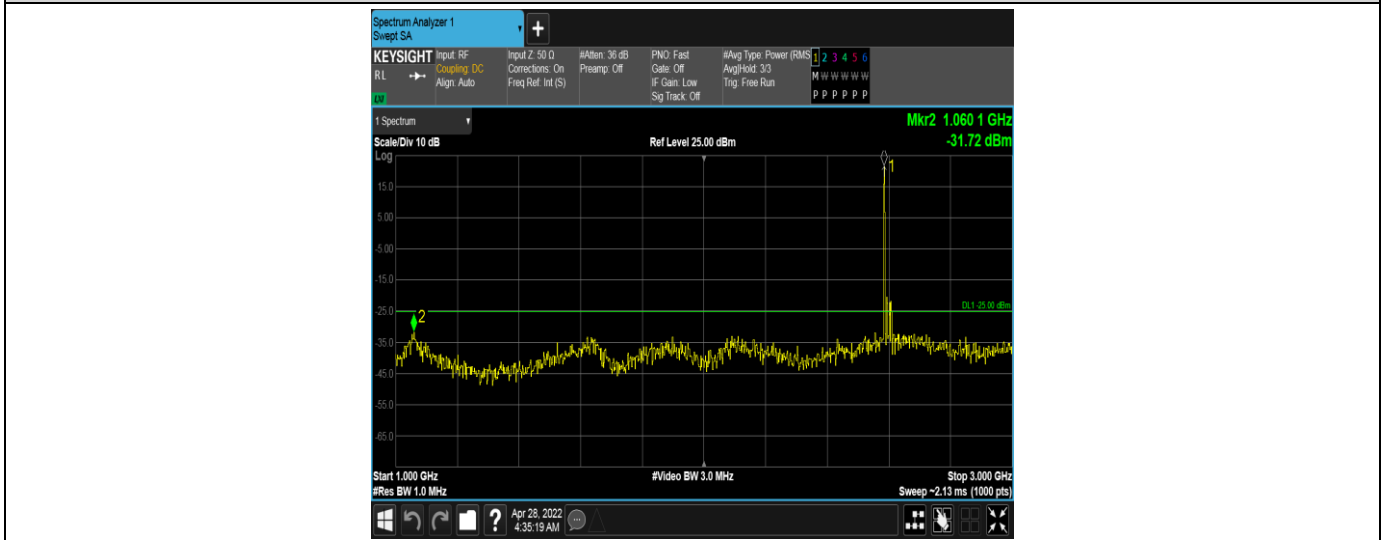 Spectrum Analyzer 1
Swept SA
+
KEYSIGHT
RL
Input: RF
Coupling: DC
Align: Auto
Input Z: 50 Ω
Corrections: On
Freq Ref: Int (S)
#Atten: 36 dB
Preamp: Off
PNO: Fast
Gate: Off
IF Gain: Low
Sig Track: Off
#Avg Type: Power (RMS
Avg|Hold: 3/3
Trig: Free Run
1 2 3 4 5 6
M W W W W W
P P P P P P
1 Spectrum
Scale/Div 10 dB
Ref Level 25.00 dBm
Mkr2 1.060 1 GHz
-31.72 dBm
Log
15.0
5.00
-5.00
-15.0
-25.0
-35.0
-45.0
-55.0
-65.0
1
2
DL1 -25.00 dBm
Start 1.000 GHz
#Video BW 3.0 MHz
Stop 3.000 GHz
#Res BW 1.0 MHz
Sweep ~2.13 ms (1000 pts)
?
Apr 28, 2022
4:35:19 AM